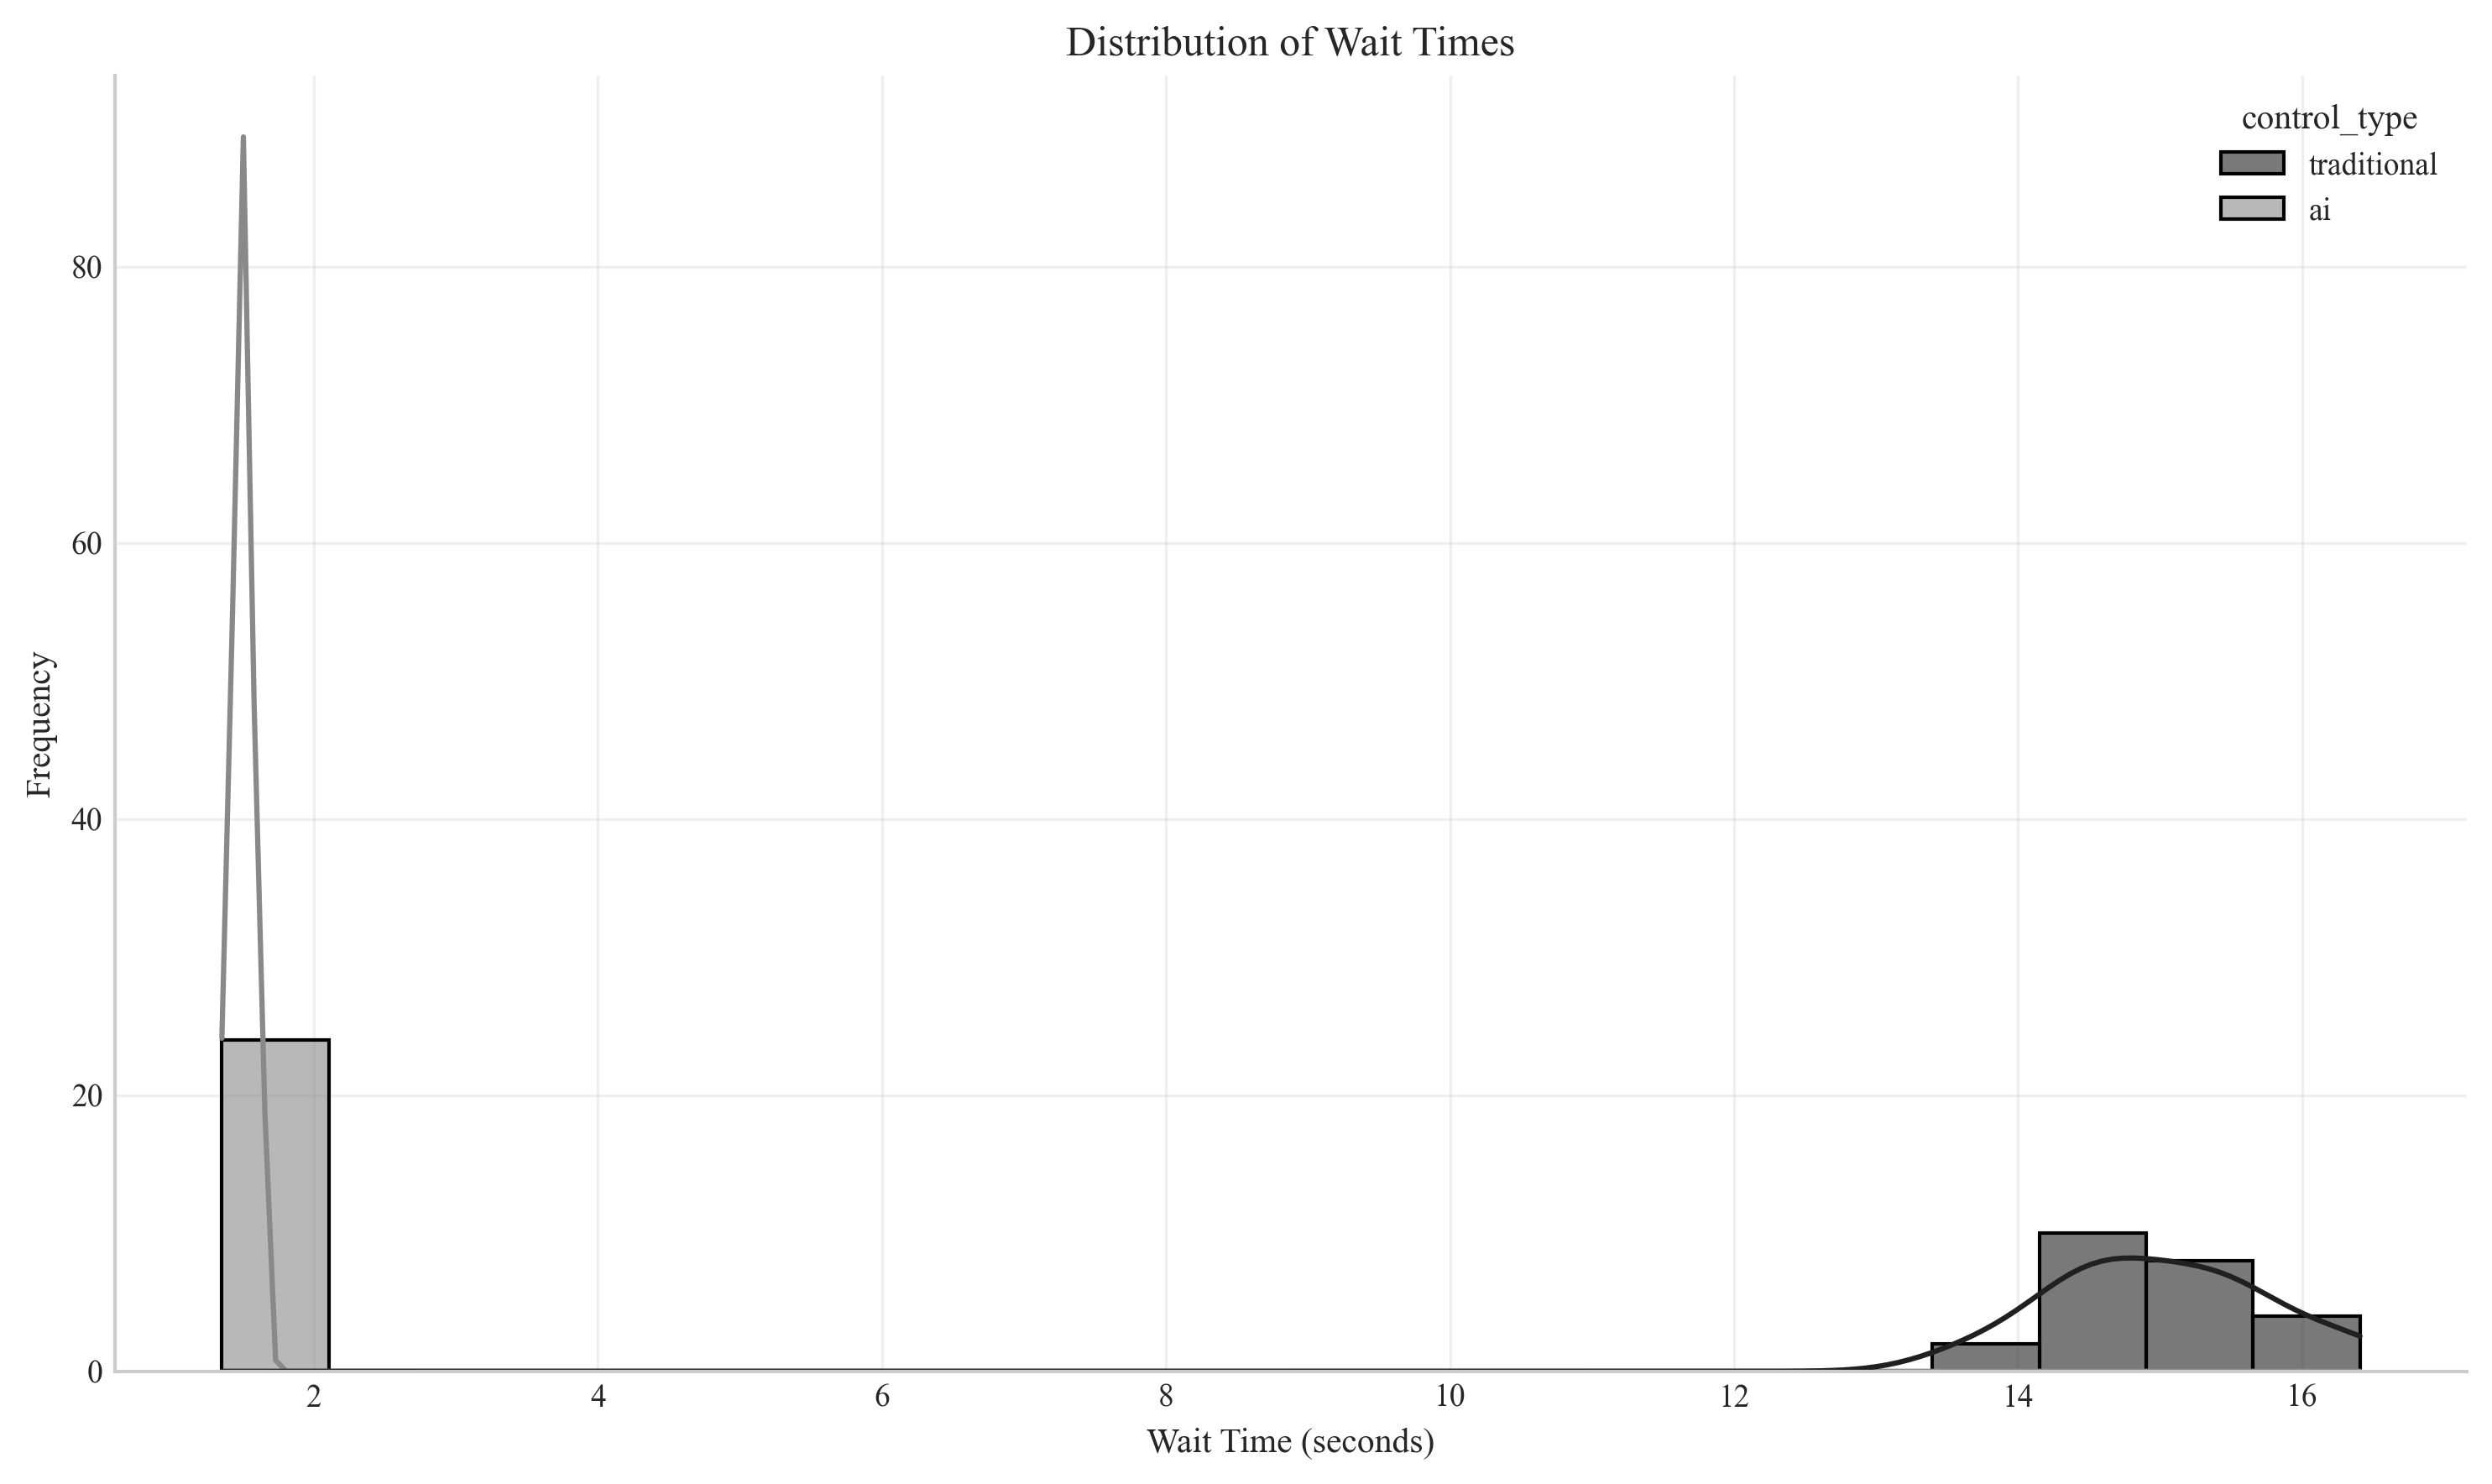 Distribution of Wait Times
control_type
traditional
ai
80
60
40
20
0
Frequency
2 4 6 8 10 12 14 16
Wait Time (seconds)